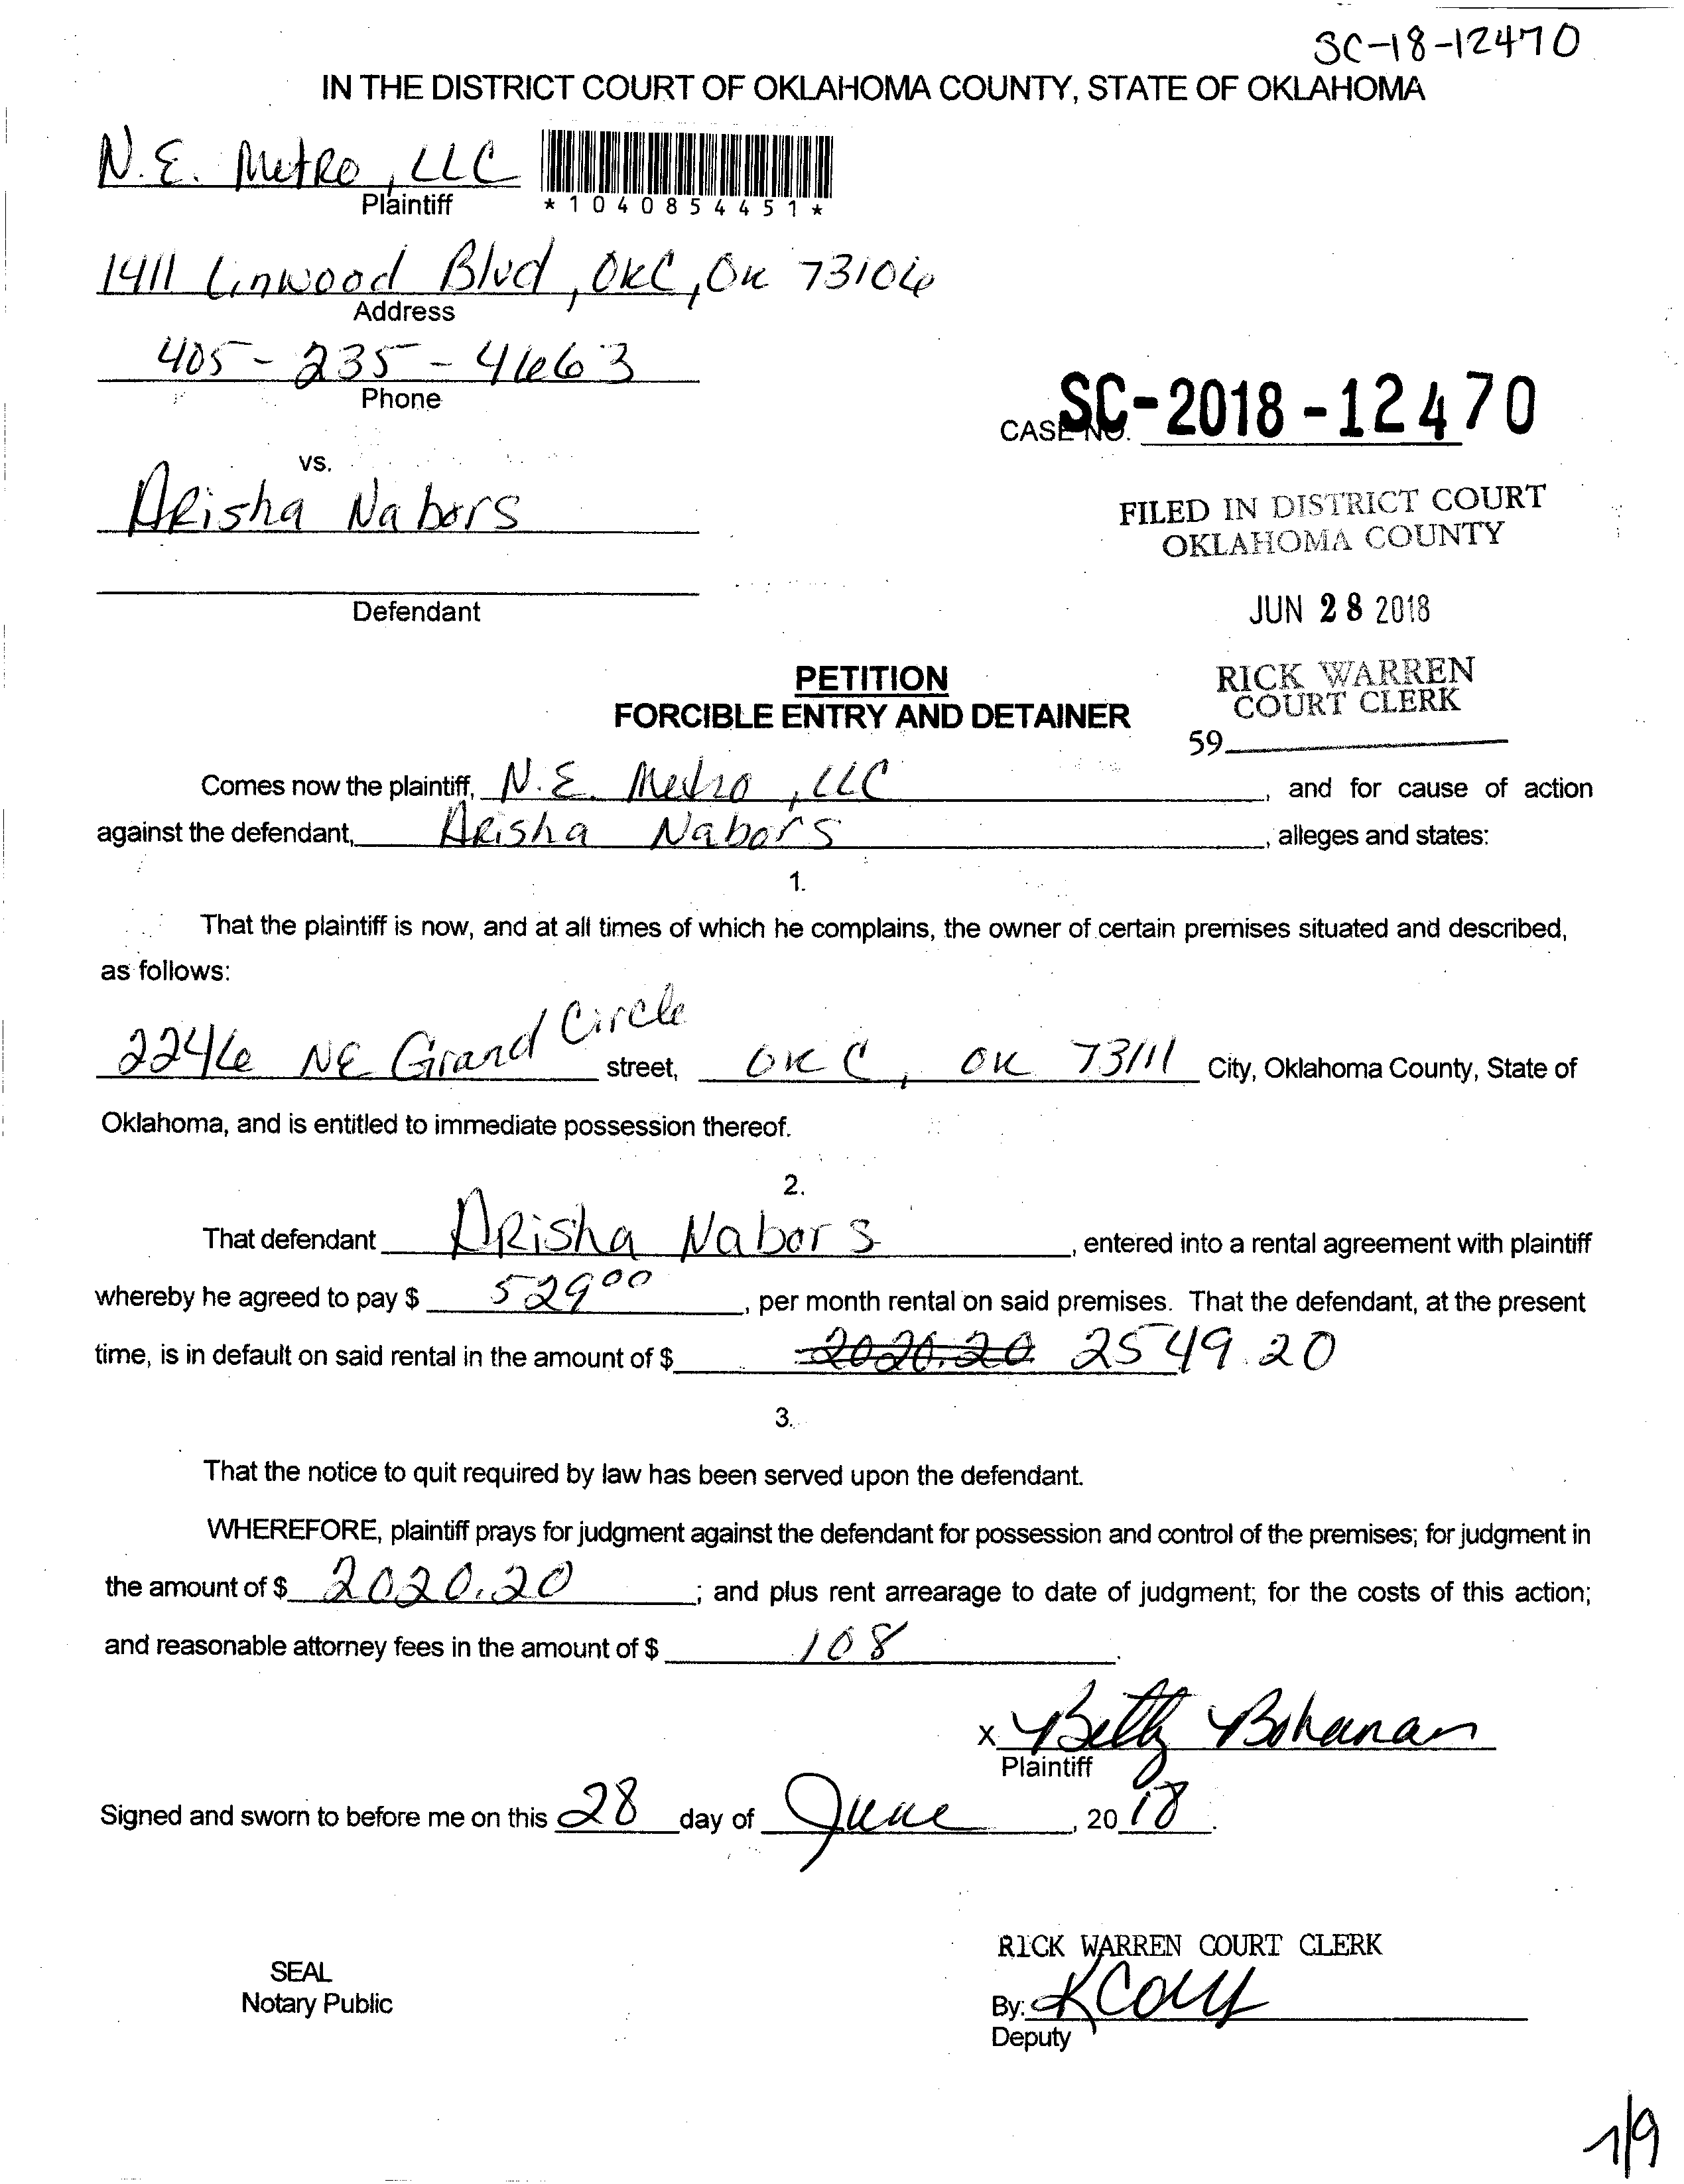 SC-18-12470
IN THE DISTRICT COURT OF OKLAHOMA COUNTY, STATE OF OKLAHOMA
N.E. Metro, LLC
Plaintiff
*1040854451*
1411 Linwood Blvd, OKC, OK 73106
Address
405-235-4663
Phone
CASE NO. SC-2018-12470
vs.
Arisha Nabors
FILED IN DISTRICT COURT
OKLAHOMA COUNTY
Defendant
JUN 28 2018
PETITION
FORCIBLE ENTRY AND DETAINER
RICK WARREN
COURT CLERK
59
Comes now the plaintiff, N.E. Metro, LLC, and for cause of action
against the defendant, Arisha Nabors, alleges and states:
1.
That the plaintiff is now, and at all times of which he complains, the owner of certain premises situated and described,
as follows:
2246 NE Grand Circle street, OKC, OK 73111 City, Oklahoma County, State of
Oklahoma, and is entitled to immediate possession thereof.
2.
That defendant Arisha Nabors, entered into a rental agreement with plaintiff
whereby he agreed to pay $ 529 00, per month rental on said premises. That the defendant, at the present
time, is in default on said rental in the amount of $ 2020.20 2549.20
3.
That the notice to quit required by law has been served upon the defendant.
WHEREFORE, plaintiff prays for judgment against the defendant for possession and control of the premises; for judgment in
the amount of $ 2020.20; and plus rent arrearage to date of judgment; for the costs of this action;
and reasonable attorney fees in the amount of $ 108.
x Betty Bohanan
Plaintiff
Signed and sworn to before me on this 28 day of June, 2018.
RICK WARREN COURT CLERK
SEAL
Notary Public
By:
Deputy
1/9